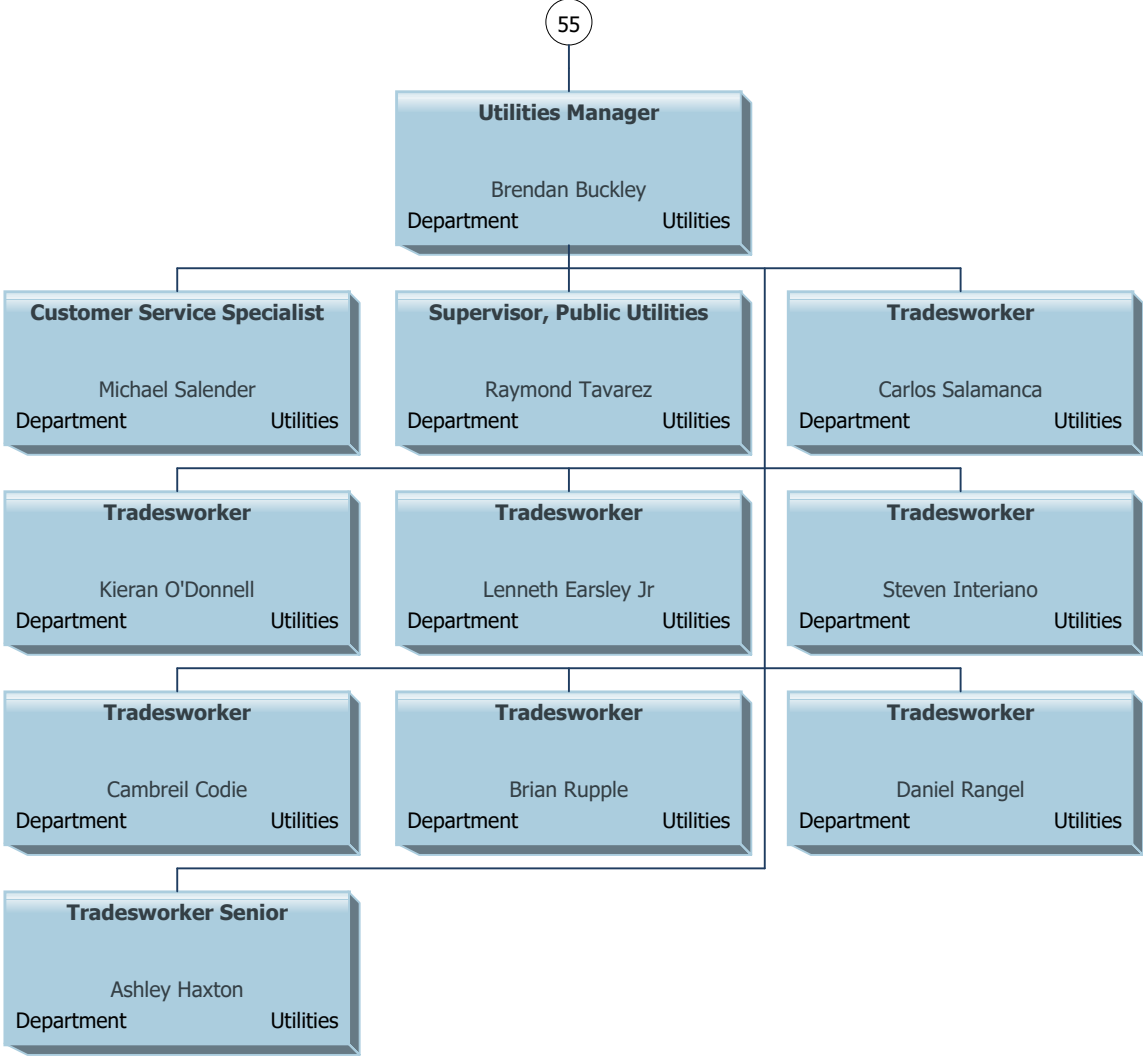 55
Utilities Manager
Brendan Buckley
Department Utilities
Customer Service Specialist
Michael Salender
Department Utilities
Supervisor, Public Utilities
Raymond Tavarez
Department Utilities
Tradesworker
Carlos Salamanca
Department Utilities
Tradesworker
Kieran O'Donnell
Department Utilities
Tradesworker
Lenneth Earsley Jr
Department Utilities
Tradesworker
Steven Interiano
Department Utilities
Tradesworker
Cambreil Codie
Department Utilities
Tradesworker
Brian Rupple
Department Utilities
Tradesworker
Daniel Rangel
Department Utilities
Tradesworker Senior
Ashley Haxton
Department Utilities